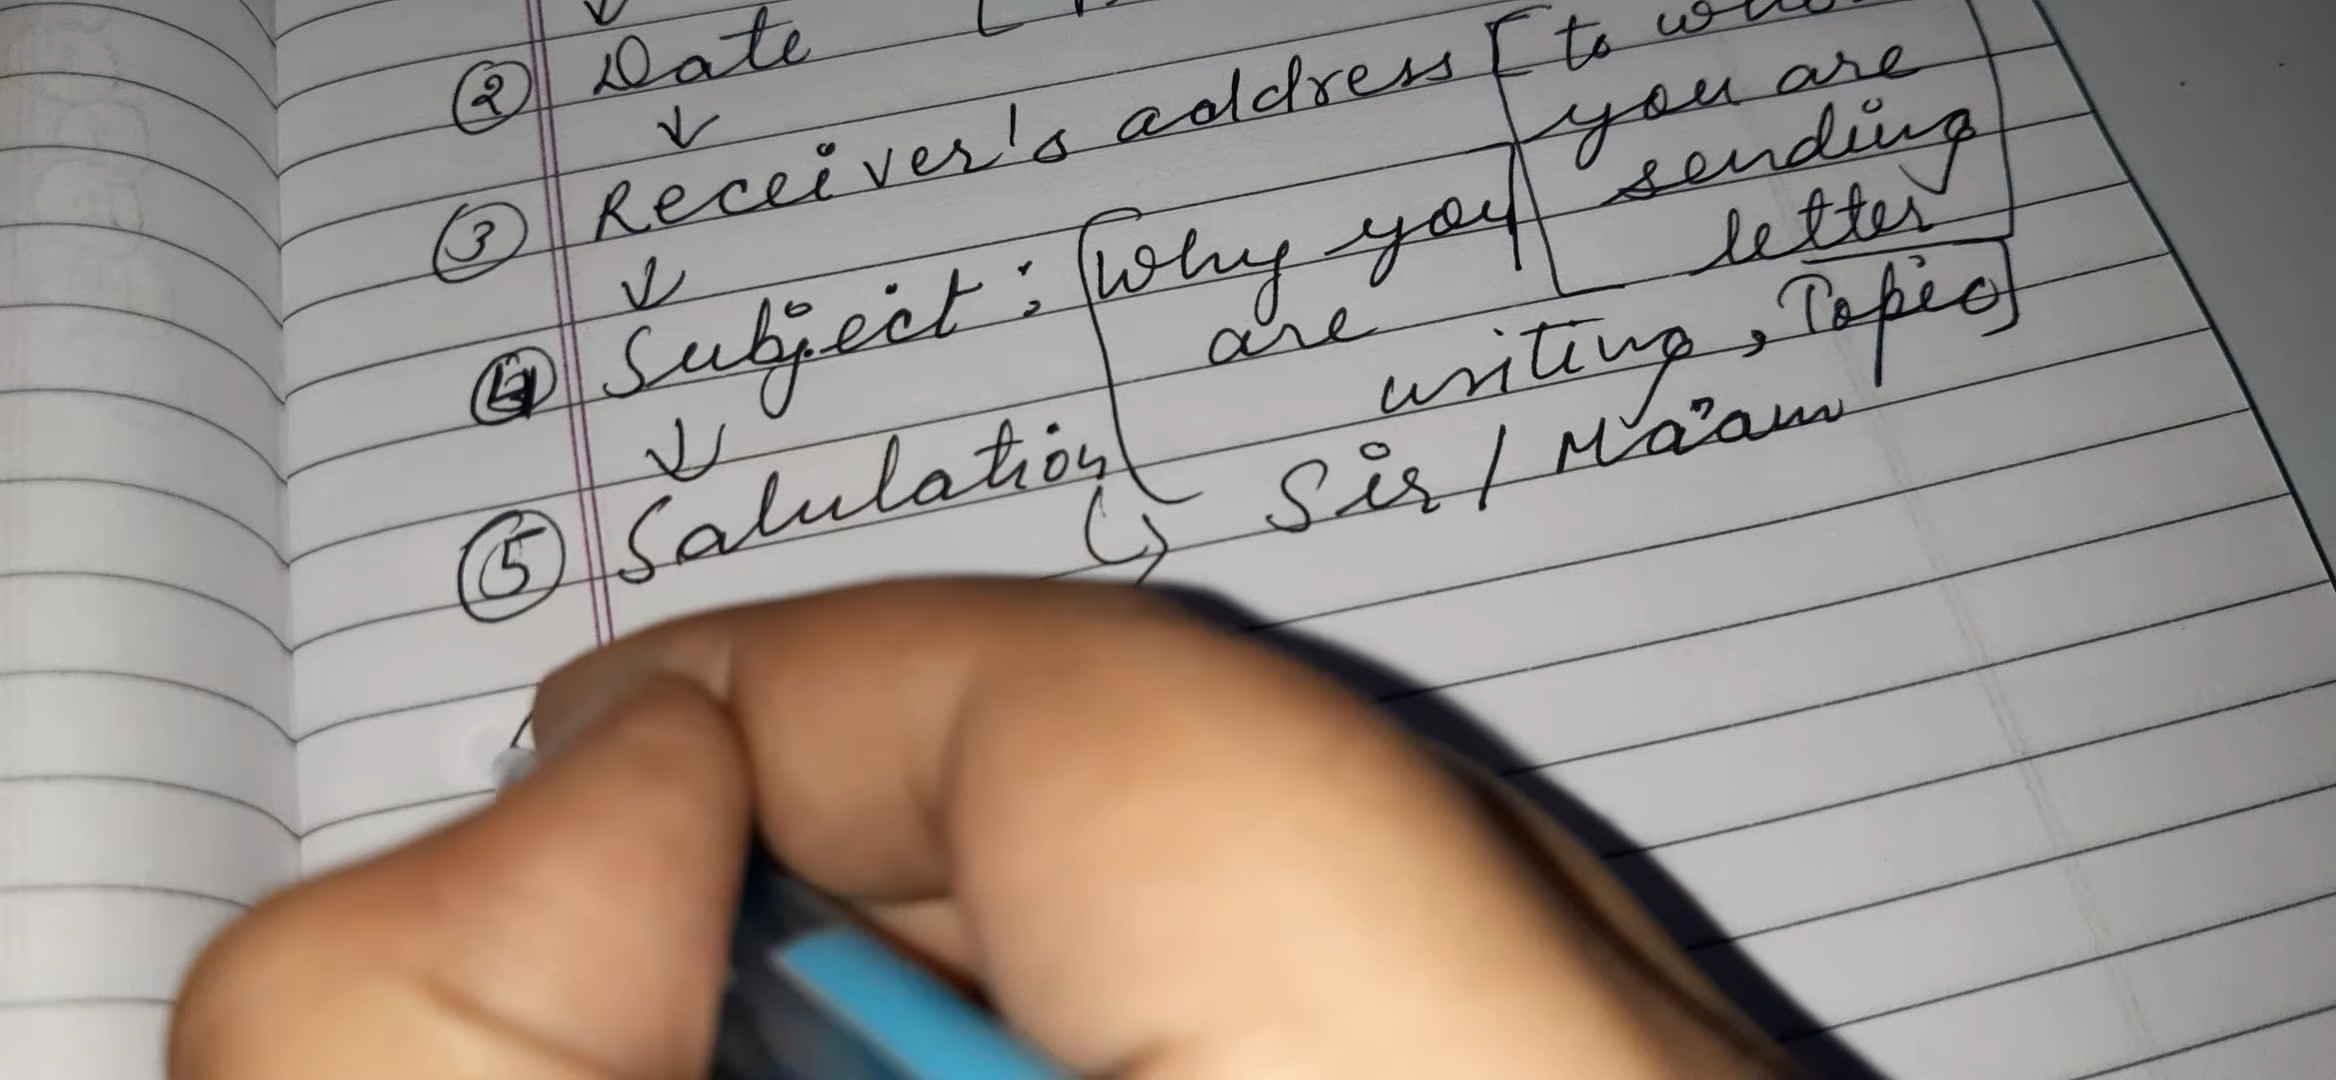 ② Date
↓
③ Receiver's address [to
you are
sending
letter
↓
④ Subject : [Why you
are
writing, Topic]
↓
⑤ Salulation
↳ Sir / Ma'am